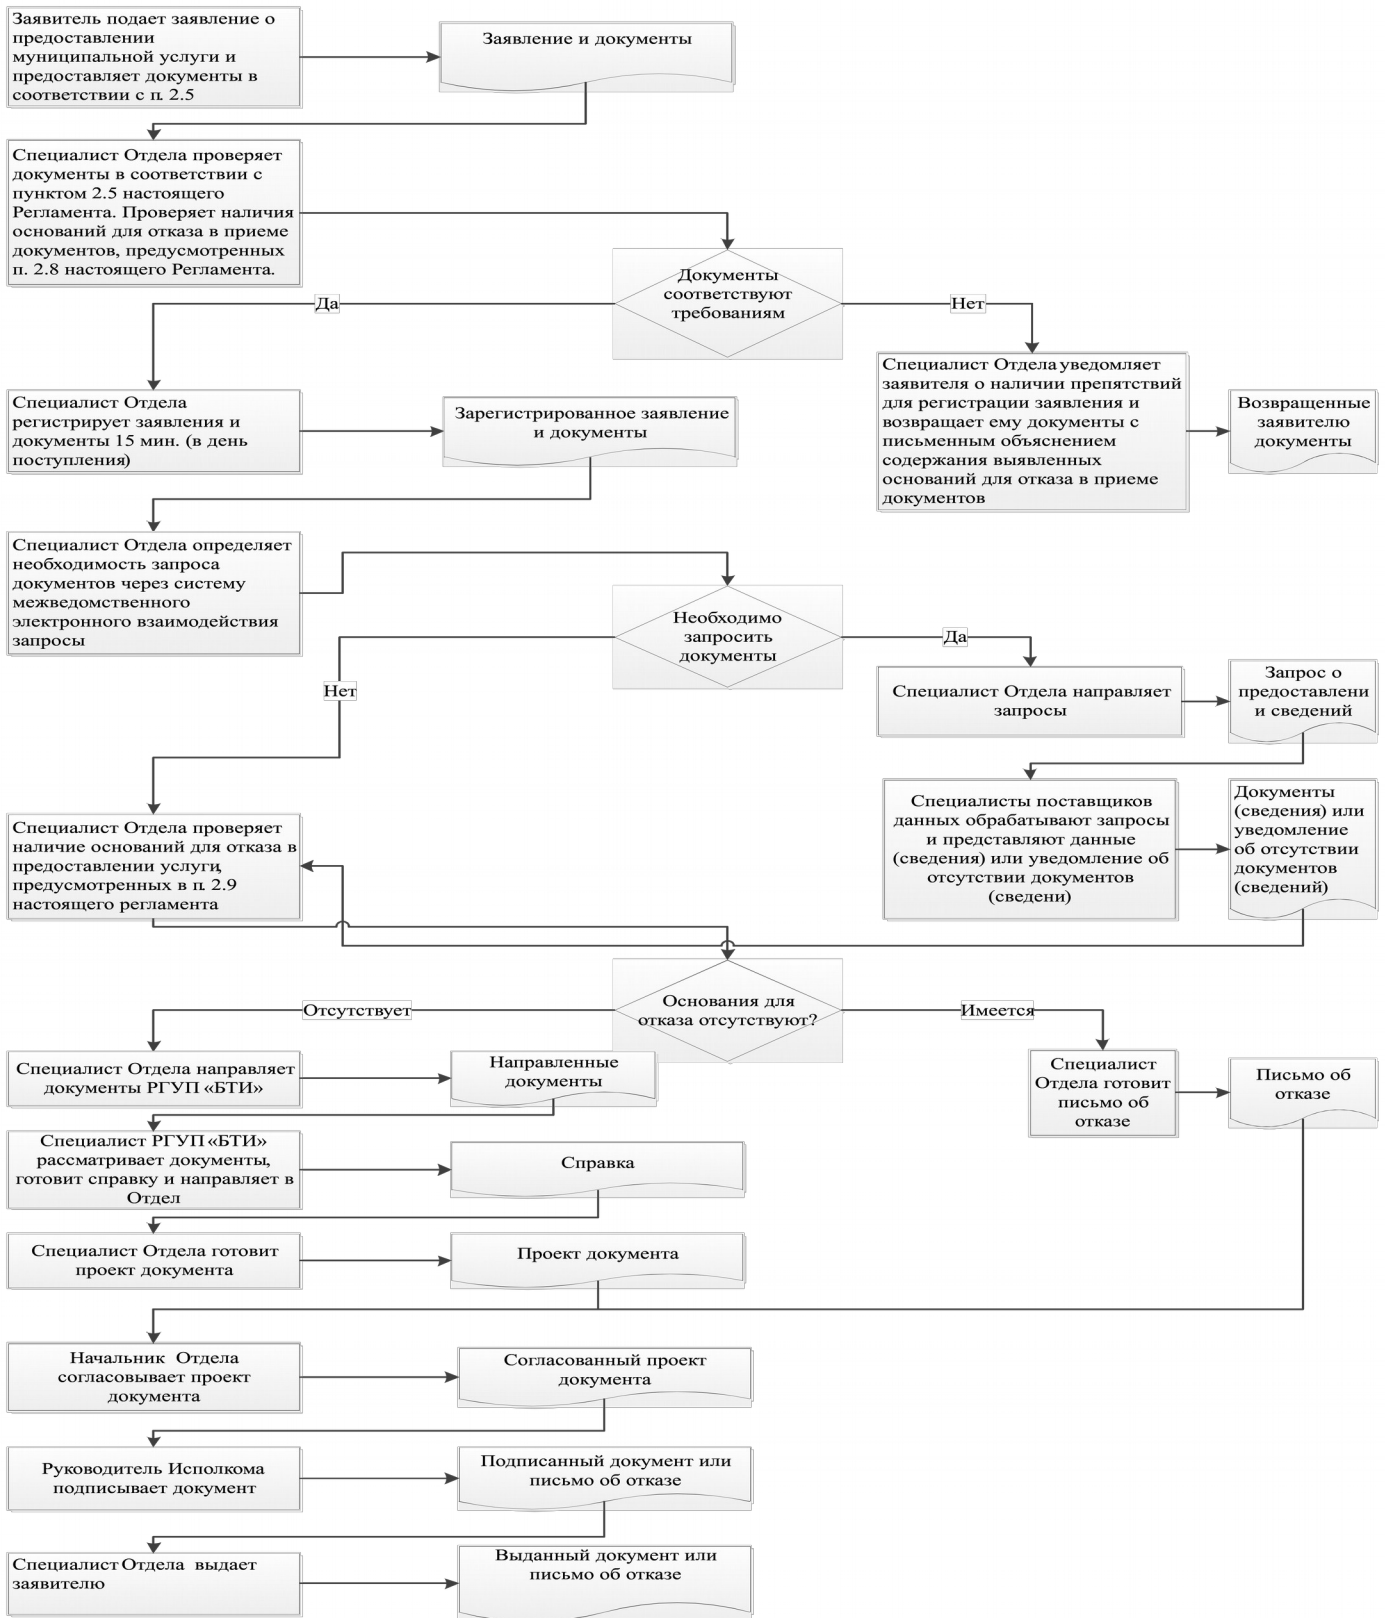 Заявитель подает заявление о
предоставлении
муниципальной услуги и
предоставляет документы в
соответствии с п. 2.5
Заявление и документы
Специалист Отдела проверяет
документы в соответствии с
пунктом 2.5 настоящего
Регламента. Проверяет наличия
оснований для отказа в приеме
документов, предусмотренных
п. 2.8 настоящего Регламента.
Документы
соответствуют
требованиям
Да
Нет
Специалист Отдела уведомляет
заявителя о наличии препятствий
для регистрации заявления и
возвращает ему документы с
письменным объяснением
содержания выявленных
оснований для отказа в приеме
документов
Возвращенные
заявителю
документы
Специалист Отдела
регистрирует заявления и
документы 15 мин. (в день
поступления)
Зарегистрированное заявление
и документы
Специалист Отдела определяет
необходимость запроса
документов через систему
межведомственного
электронного взаимодействия
запросы
Необходимо
запросить
документы
Да
Нет
Специалист Отдела направляет
запросы
Запрос о
предоставлени
и сведений
Специалисты поставщиков
данных обрабатывают запросы
и представляют данные
(сведения) или уведомление об
отсутствии документов
(сведени)
Документы
(сведения) или
уведомление
об отсутствии
документов
(сведений)
Специалист Отдела проверяет
наличие оснований для отказа в
предоставлении услуги,
предусмотренных в п. 2.9
настоящего регламента
Основания для
отказа отсутствуют?
Отсутствует
Имеется
Специалист Отдела направляет
документы РГУП «БТИ»
Направленные
документы
Специалист
Отдела готовит
письмо об
отказе
Письмо об
отказе
Специалист РГУП «БТИ»
рассматривает документы,
готовит справку и направляет в
Отдел
Справка
Специалист Отдела готовит
проект документа
Проект документа
Начальник Отдела
согласовывает проект
документа
Согласованный проект
документа
Руководитель Исполкома
подписывает документ
Подписанный документ или
письмо об отказе
Специалист Отдела выдает
заявителю
Выданный документ или
письмо об отказе